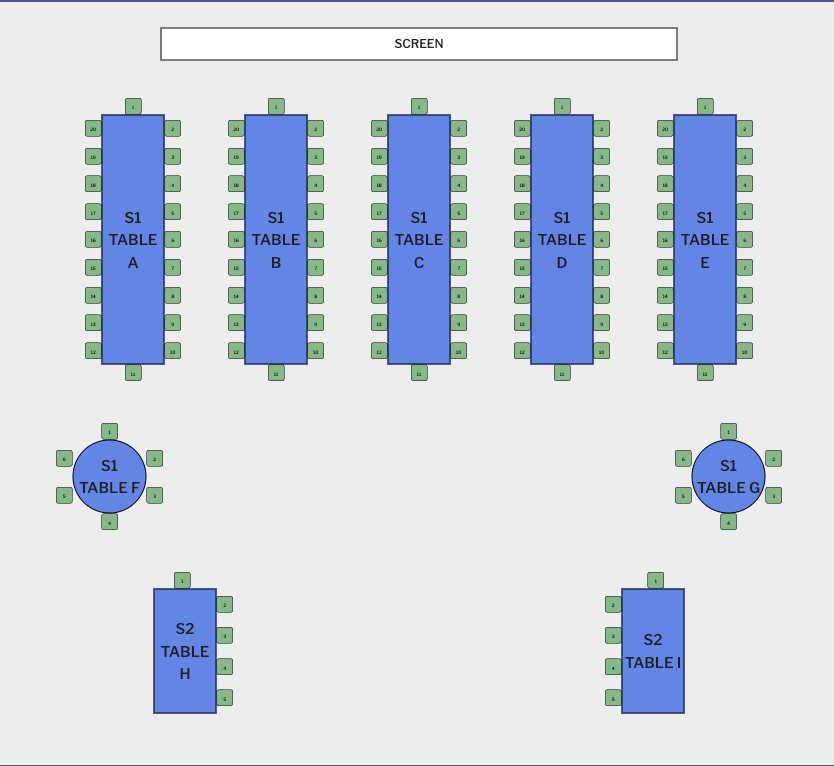 SCREEN
1
20 2
19 3
18 4
17 5
16 6
15 7
14 8
13 9
12 10
11
S1
TABLE
A
1
20 2
19 3
18 4
17 5
16 6
15 7
14 8
13 9
12 10
11
S1
TABLE
B
1
20 2
19 3
18 4
17 5
16 6
15 7
14 8
13 9
12 10
11
S1
TABLE
C
1
20 2
19 3
18 4
17 5
16 6
15 7
14 8
13 9
12 10
11
S1
TABLE
D
1
20 2
19 3
18 4
17 5
16 6
15 7
14 8
13 9
12 10
11
S1
TABLE
E
1
6 2
5 3
4
S1
TABLE F
1
6 2
5 3
4
S1
TABLE G
1
2
3
4
5
S2
TABLE
H
1
2
3
4
5
S2
TABLE I